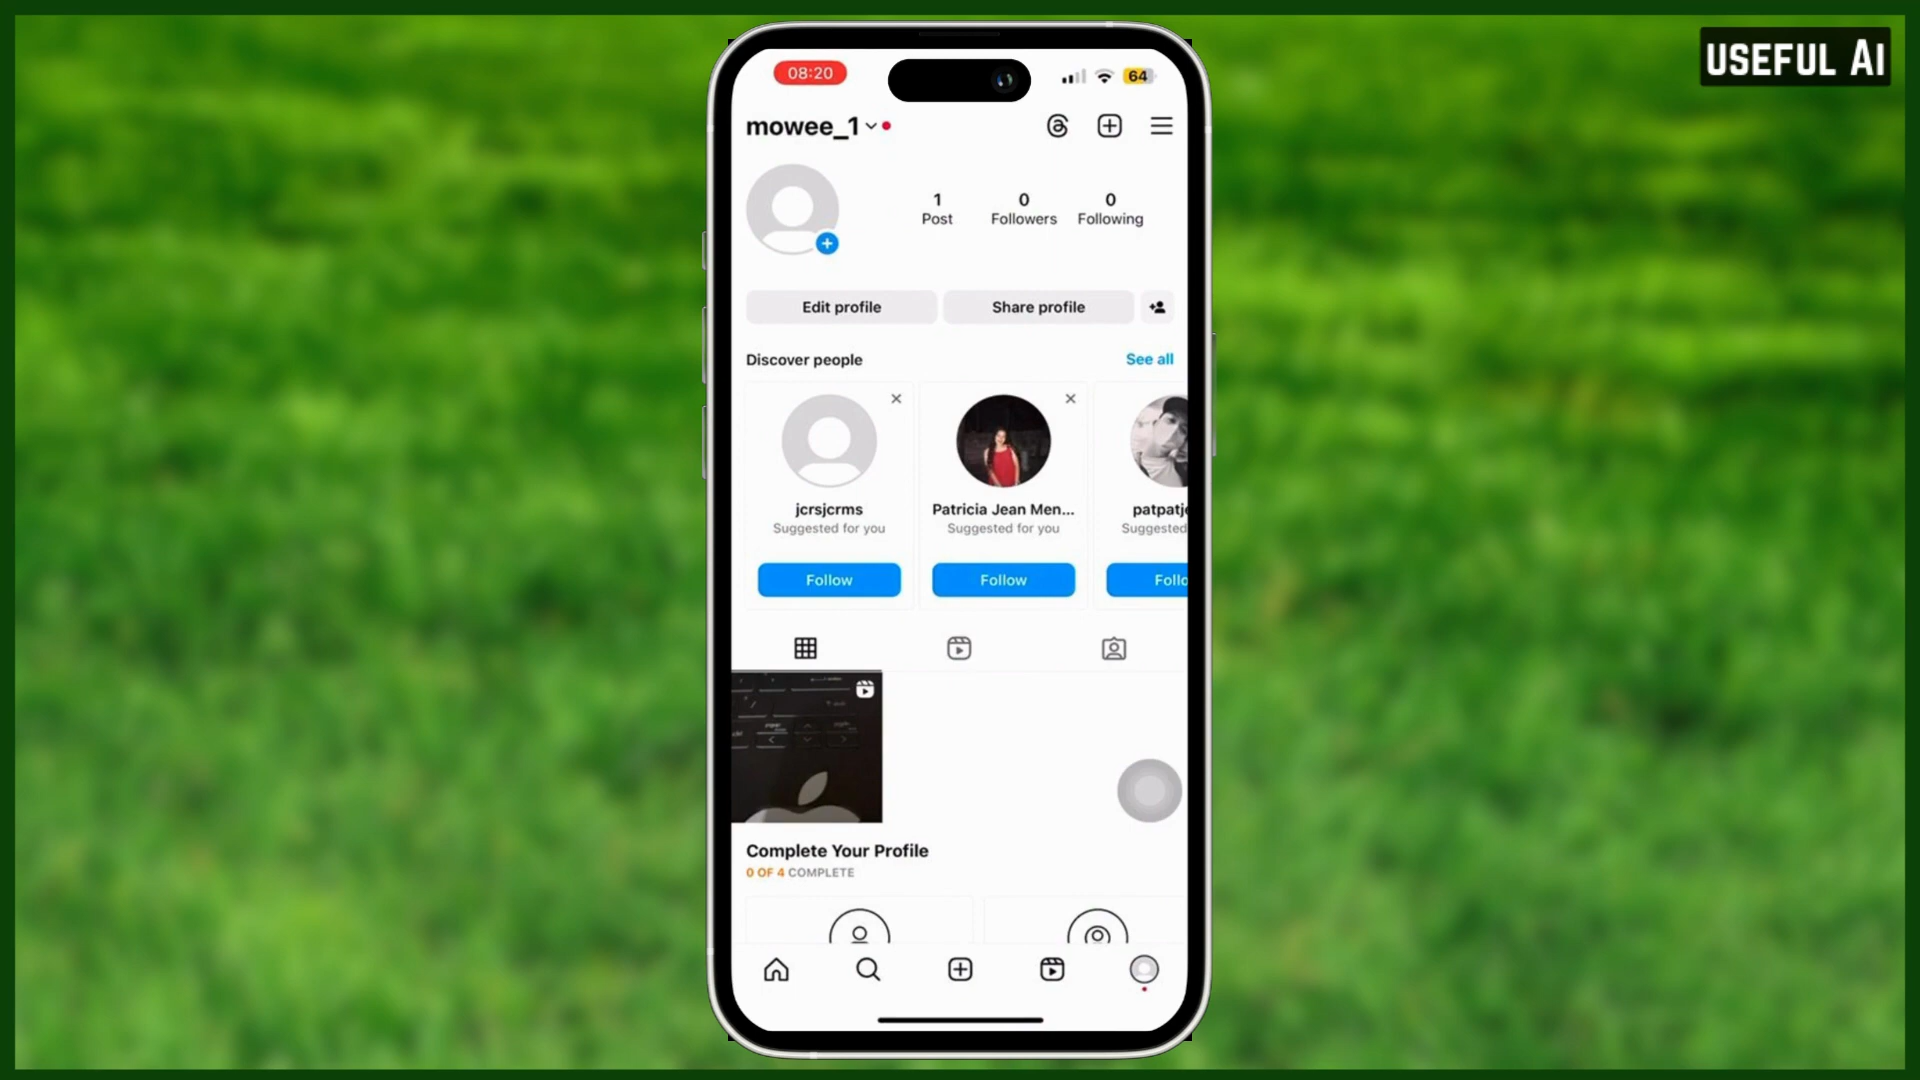 USEFUL AI
08:20
64
mowee_1
1
0
0
Post
Followers
Following
Edit profile
Share profile
Discover people
See all
jcrsjcrms
Patricia Jean Men...
patpatje
Suggested for you
Suggested for you
Suggested
Follow
Follow
Follo
Complete Your Profile
0 OF 4 COMPLETE